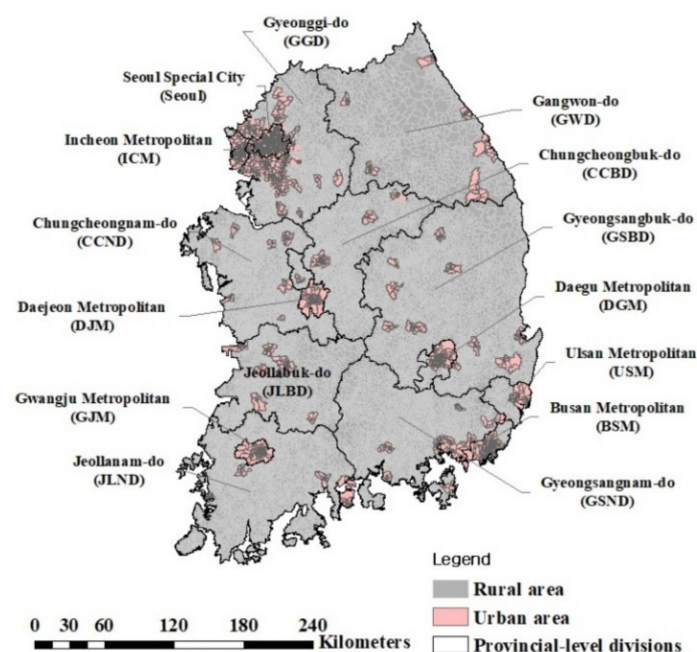 Gyeonggi-do
(GGD)
Seoul Special City
(Seoul)
Incheon Metropolitan
(ICM)
Gangwon-do
(GWD)
Chungcheongbuk-do
(CCBD)
Chungcheongnam-do
(CCND)
Gyeongsangbuk-do
(GSBD)
Daejeon Metropolitan
(DJM)
Daegu Metropolitan
(DGM)
Ulsan Metropolitan
(USM)
Jeollabuk-do
(JLBD)
Gwangju Metropolitan
(GJM)
Busan Metropolitan
(BSM)
Jeollanam-do
(JLND)
Gyeongsangnam-do
(GSND)
Legend
Rural area
Urban area
Provincial-level divisions
0 30 60 120 180 240
Kilometers